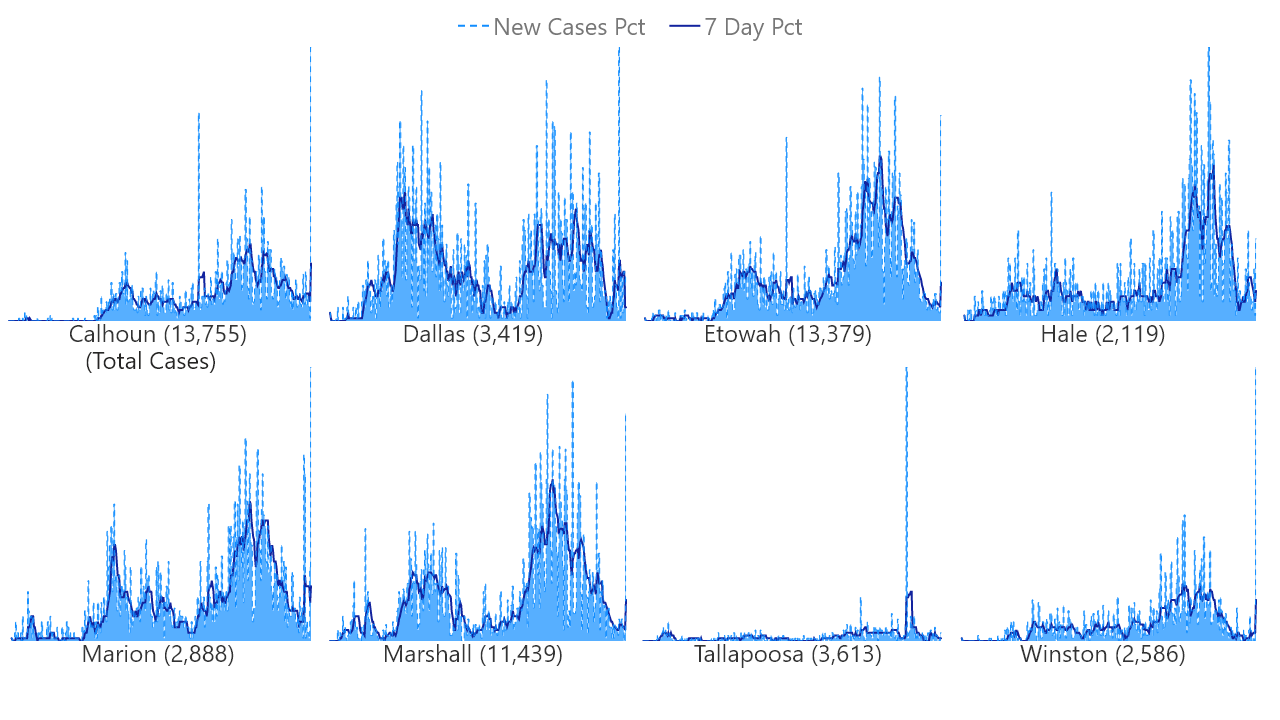 New Cases Pct 7 Day Pct
Calhoun (13,755) Dallas (3,419) Etowah (13,379) Hale (2,119)
(Total Cases)
Marion (2,888) Marshall (11,439) Tallapoosa (3,613) Winston (2,586)